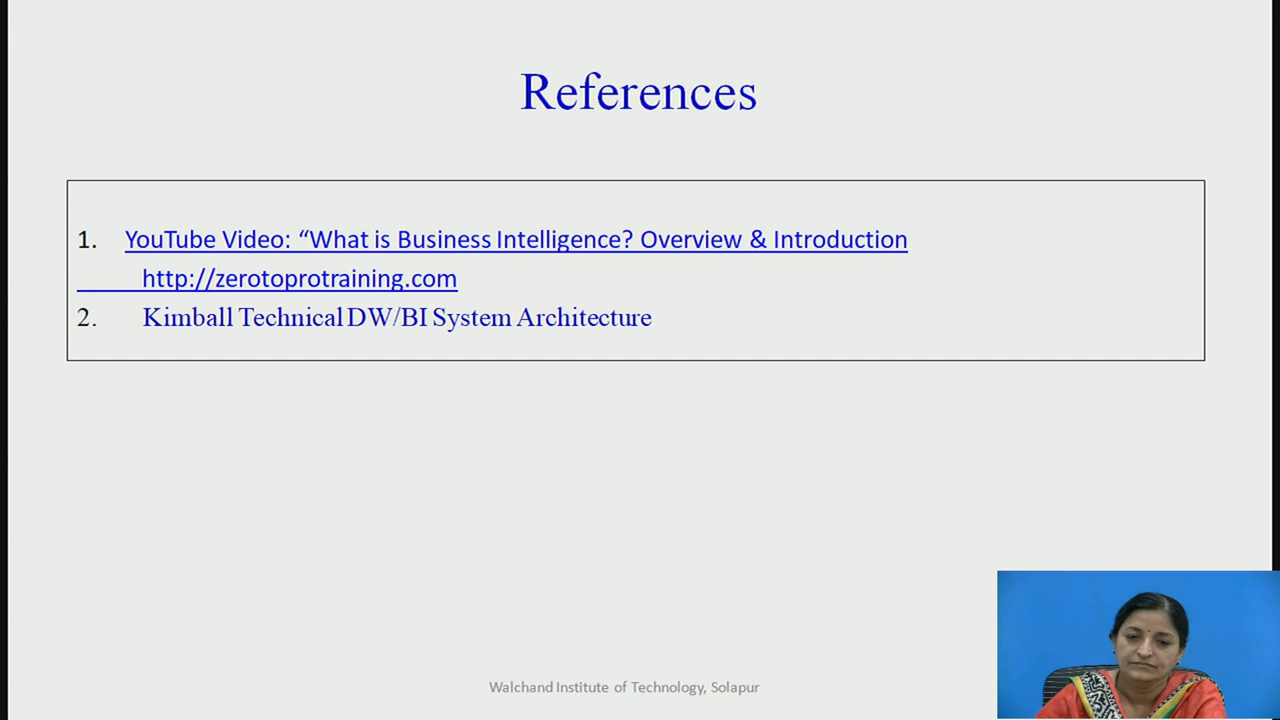 References
1. YouTube Video: “What is Business Intelligence? Overview & Introduction
http://zerotoprotraining.com
2. Kimball Technical DW/BI System Architecture
Walchand Institute of Technology, Solapur